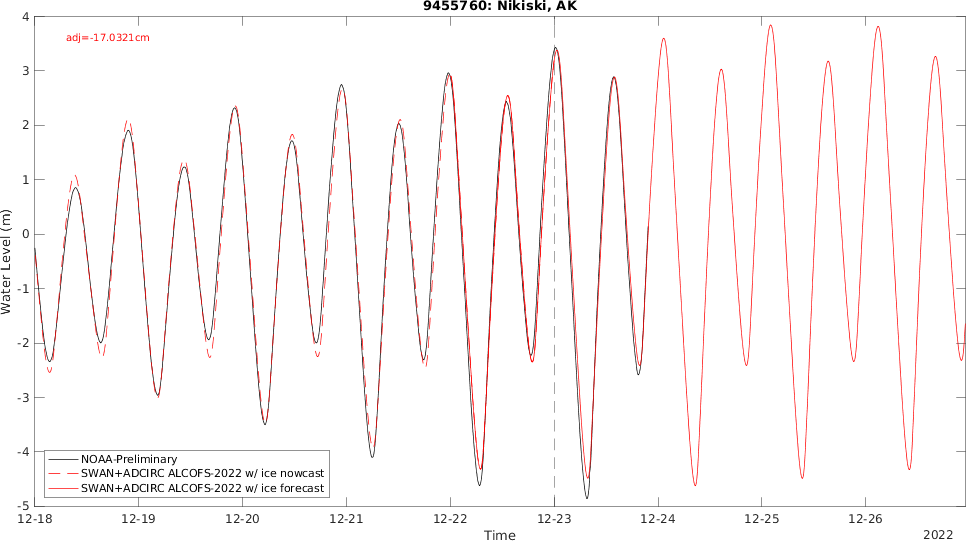 9455760: Nikiski, AK
adj=-17.0321cm
4
3
2
1
0
-1
-2
-3
-4
-5
Water Level (m)
NOAA-Preliminary
SWAN+ADCIRC ALCOFS-2022 w/ ice nowcast
SWAN+ADCIRC ALCOFS-2022 w/ ice forecast
12-18 12-19 12-20 12-21 12-22 12-23 12-24 12-25 12-26
Time
2022